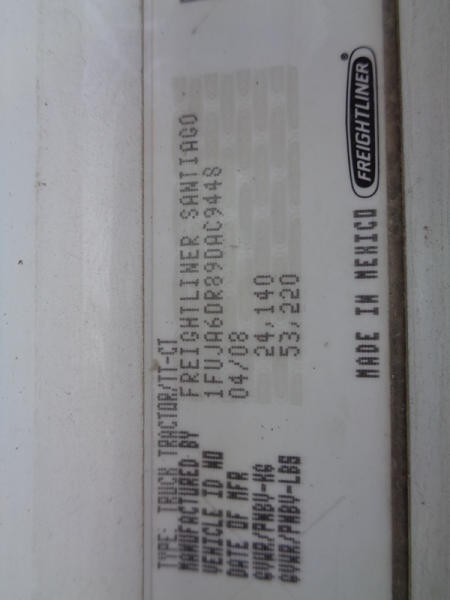 TYPE: TRUCK TRACTOR/TT-CT
MANUFACTURED BY FREIGHTLINER SANTIAGO
VEHICLE ID NO 1FUJA6DR89DAC9448
DATE OF MFR 04/08
GVWR/PNBV-KG 24,140
GVWR/PNBV-LBS 53,220
MADE IN MEXICO FREIGHTLINER®